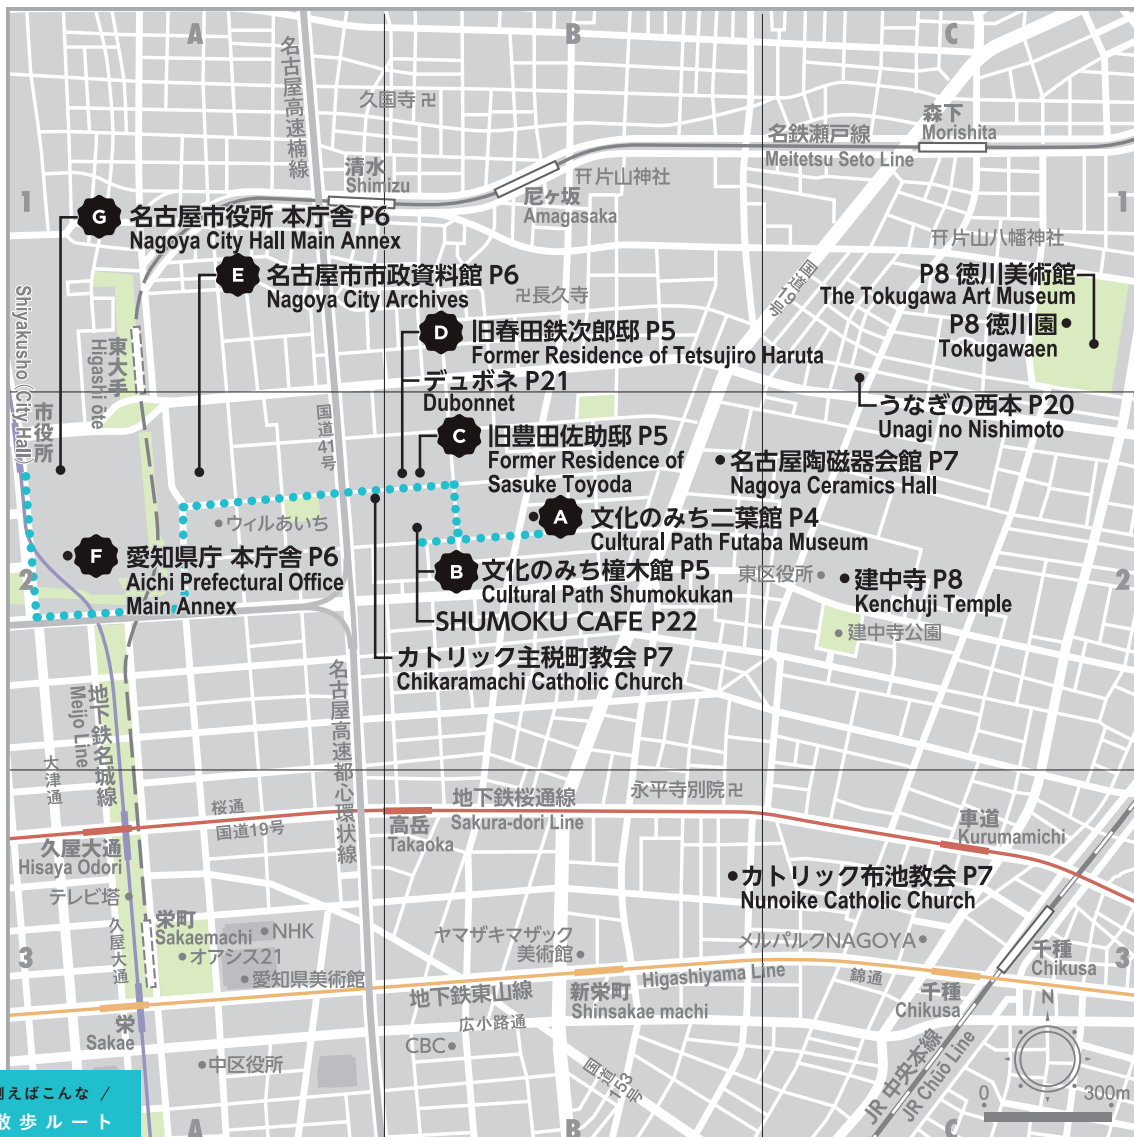 A
B
C
名古屋高速楠線
久国寺
森下
Morishita
名鉄瀬戸線
Meitetsu Seto Line
清水
Shimizu
片山神社
尼ヶ坂
Amagasaka
1
1
G
名古屋市役所 本庁舎 P6
Nagoya City Hall Main Annex
片山八幡神社
E
名古屋市市政資料館 P6
Nagoya City Archives
国道19号
P8 徳川美術館
The Tokugawa Art Museum
長久寺
P8 徳川園
Tokugawaen
D
旧春田鉄次郎邸 P5
Former Residence of Tetsujiro Haruta
東大手
Higashi ote
デュボネ P21
Dubonnet
うなぎの西本 P20
Unagi no Nishimoto
市役所
Shiyakusho (City Hall)
国道41号
C
旧豊田佐助邸 P5
Former Residence of
Sasuke Toyoda
名古屋陶磁器会館 P7
Nagoya Ceramics Hall
ウィルあいち
A
文化のみち二葉館 P4
Cultural Path Futaba Museum
F
愛知県庁 本庁舎 P6
Aichi Prefectural Office
Main Annex
B
文化のみち橦木館 P5
Cultural Path Shumokukan
東区役所
建中寺 P8
Kenchuji Temple
2
2
SHUMOKU CAFE P22
建中寺公園
カトリック主税町教会 P7
Chikaramachi Catholic Church
地下鉄名城線
Meijo Line
名古屋高速都心環状線
大津通
桜通
国道19号
地下鉄桜通線
Sakura-dori Line
永平寺別院
高岳
Takaoka
車道
Kurumamichi
久屋大通
Hisaya Odori
カトリック布池教会 P7
Nunoike Catholic Church
テレビ塔
久屋大通
栄町
Sakaemachi
NHK
オアシス21
愛知県美術館
ヤマザキマザック
美術館
メルパルクNAGOYA
千種
Chikusa
3
3
地下鉄東山線
Higashiyama Line
新栄町
Shinsakae machi
錦通
千種
Chikusa
栄
Sakae
広小路通
CBC
中区役所
国道153号
JR 中央本線
JR Chuō Line
N
0
300m
例えばこんな
散歩ルート
A
B
C